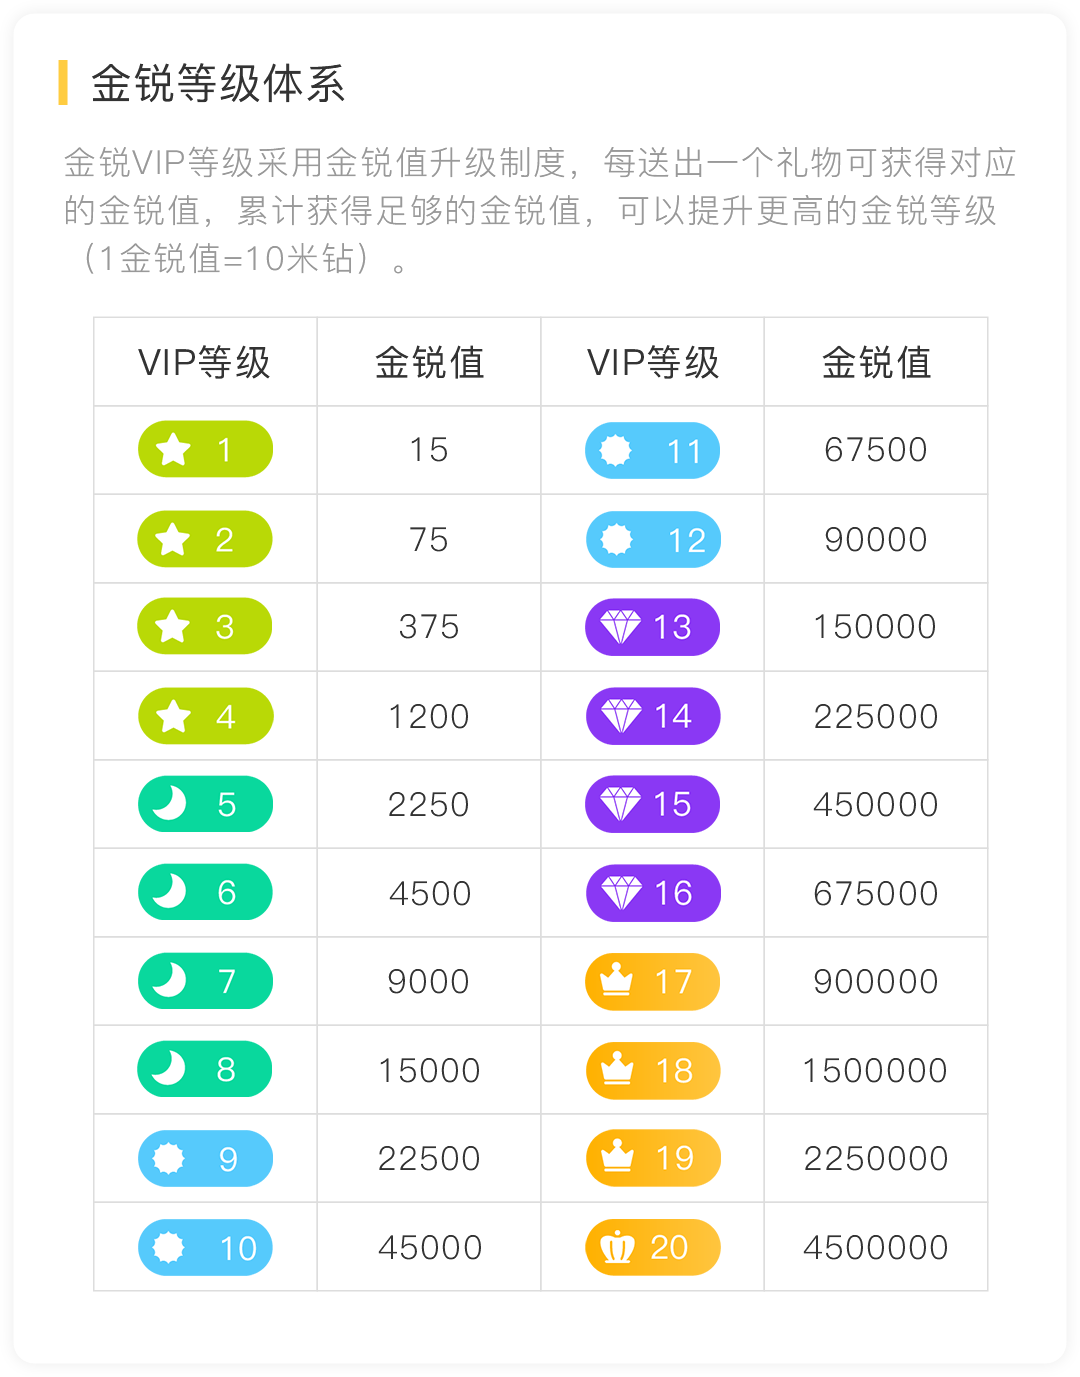 金锐等级体系
金锐VIP等级采用金锐值升级制度，每送出一个礼物可获得对应
的金锐值，累计获得足够的金锐值，可以提升更高的金锐等级
（1金锐值=10米钻）。
VIP等级 金锐值 VIP等级 金锐值
1 15 11 67500
2 75 12 90000
3 375 13 150000
4 1200 14 225000
5 2250 15 450000
6 4500 16 675000
7 9000 17 900000
8 15000 18 1500000
9 22500 19 2250000
10 45000 20 4500000